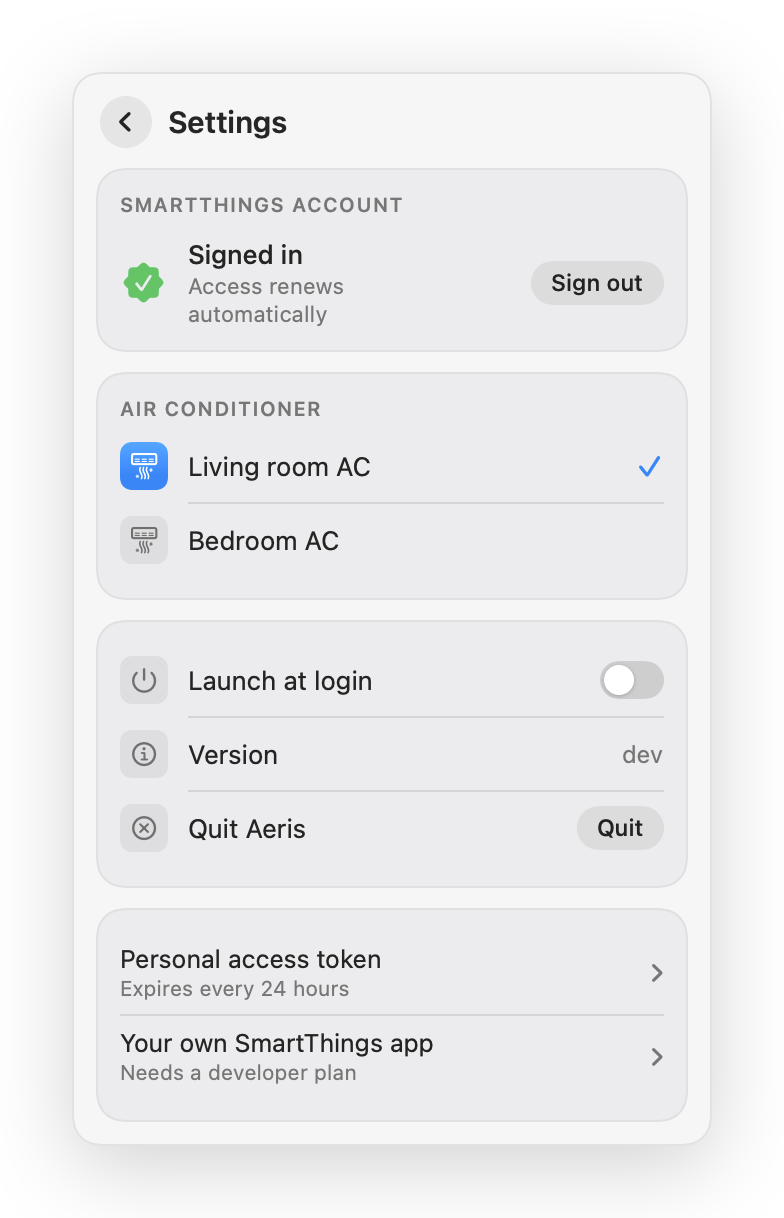 Settings
SMARTTHINGS ACCOUNT
Signed in
Access renews
automatically
Sign out
AIR CONDITIONER
Living room AC
Bedroom AC
Launch at login
Version
dev
Quit Aeris
Quit
Personal access token
Expires every 24 hours
Your own SmartThings app
Needs a developer plan